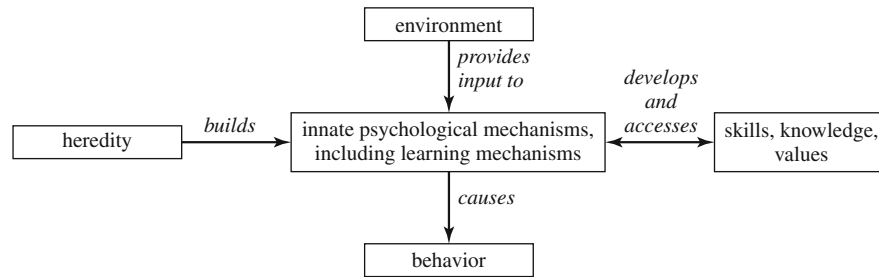 environment
provides
input to
develops
and
accesses
heredity
builds
innate psychological mechanisms,
including learning mechanisms
skills, knowledge,
values
causes
behavior